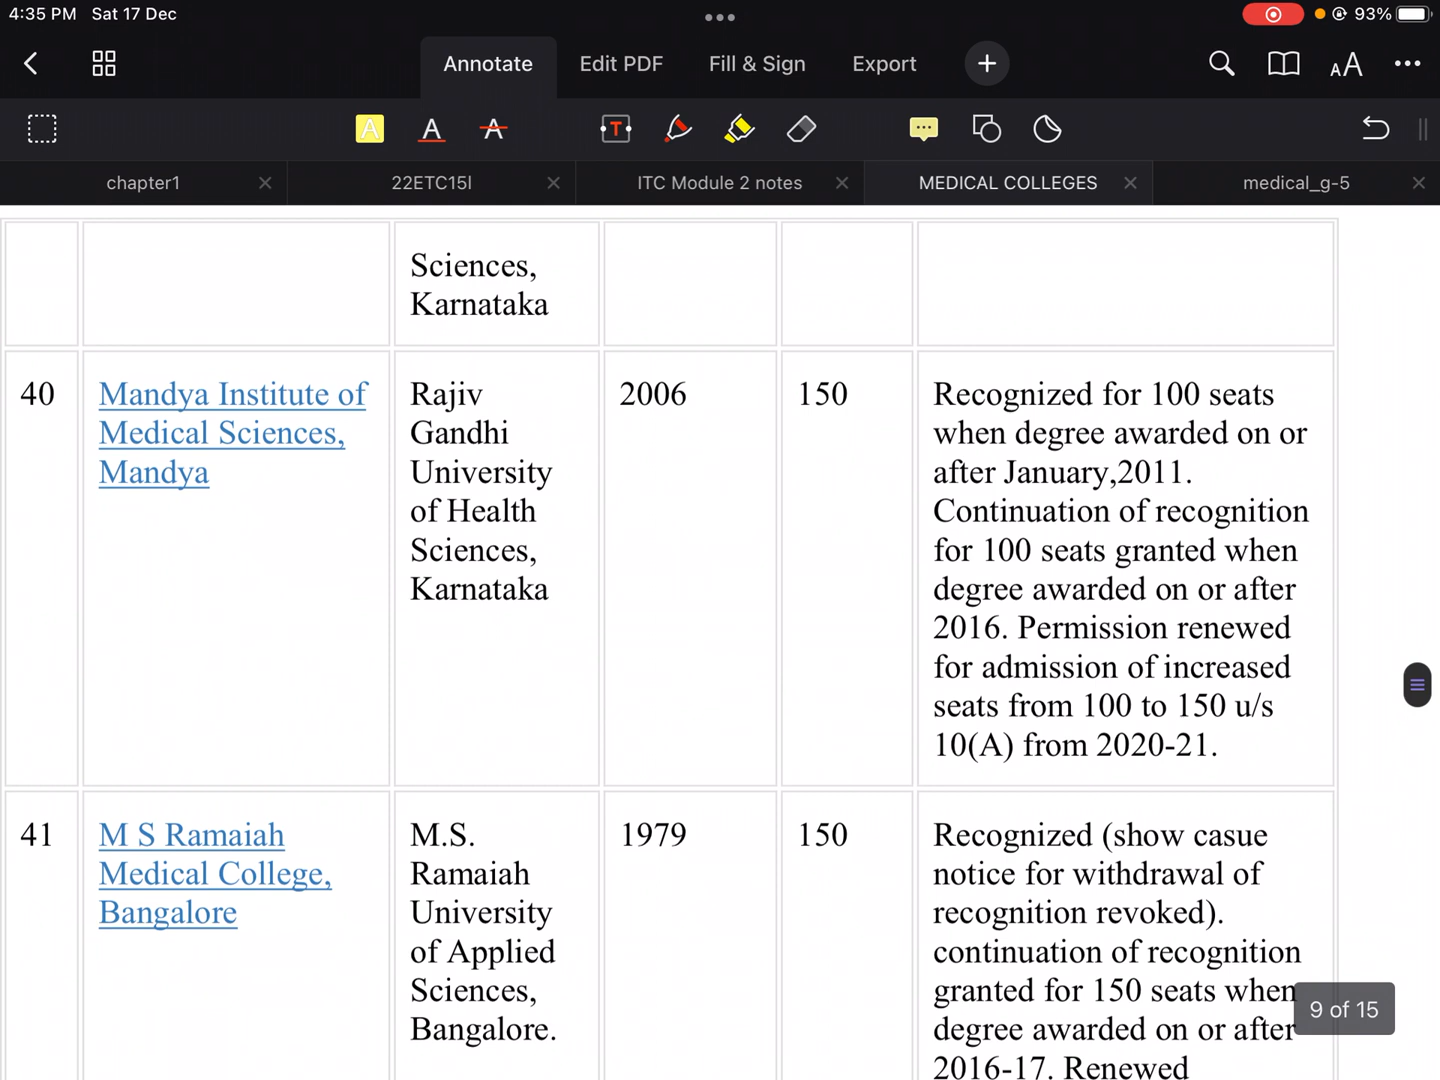 4:35 PM Sat 17 Dec
93%
Annotate Edit PDF Fill & Sign Export
chapter1 22ETC15I ITC Module 2 notes MEDICAL COLLEGES medical_g-5
Sciences,
Karnataka
40
Mandya Institute of
Medical Sciences,
Mandya
Rajiv
Gandhi
University
of Health
Sciences,
Karnataka
2006
150
Recognized for 100 seats
when degree awarded on or
after January,2011.
Continuation of recognition
for 100 seats granted when
degree awarded on or after
2016. Permission renewed
for admission of increased
seats from 100 to 150 u/s
10(A) from 2020-21.
41
M S Ramaiah
Medical College,
Bangalore
M.S.
Ramaiah
University
of Applied
Sciences,
Bangalore.
1979
150
Recognized (show casue
notice for withdrawal of
recognition revoked).
continuation of recognition
granted for 150 seats when
degree awarded on or after
2016-17. Renewed
9 of 15